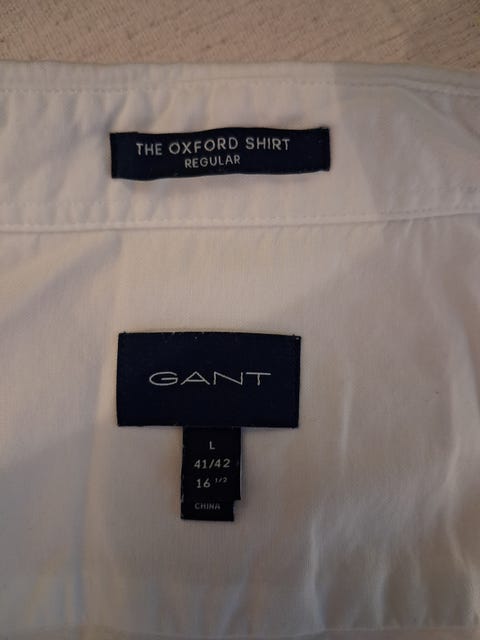 THE OXFORD SHIRT
REGULAR
GANT
L
41/42
16 1/2
CHINA